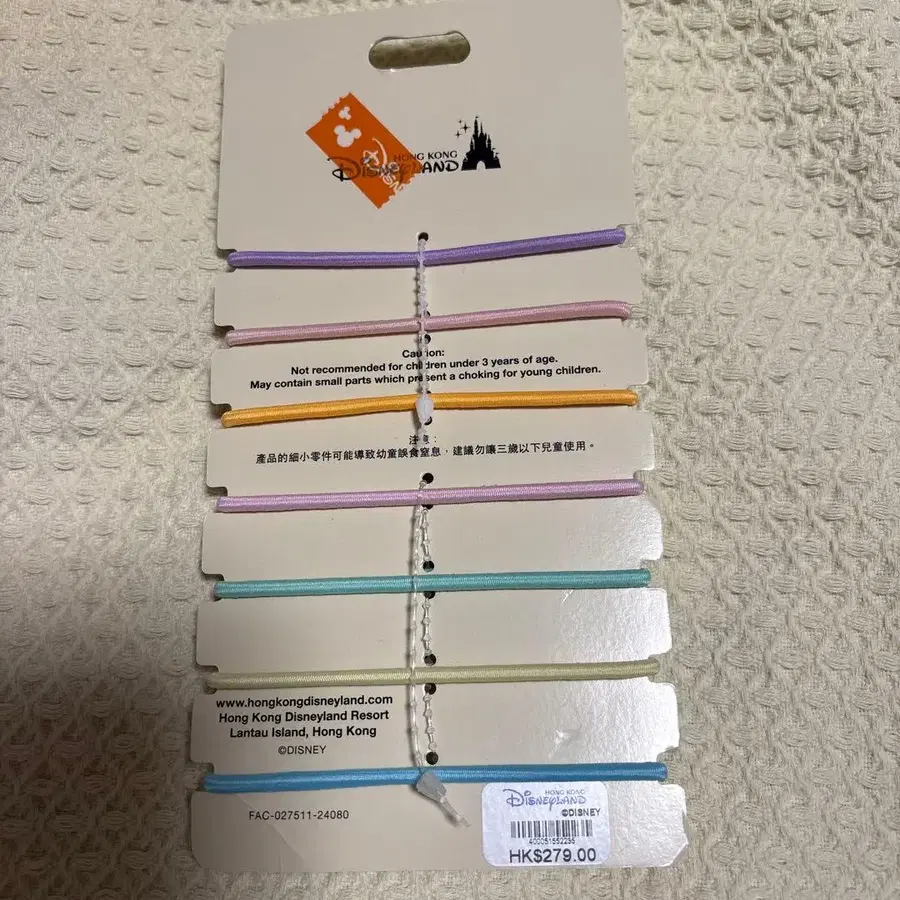 HONG KONG
DISNEYLAND
Caution:
Not recommended for children under 3 years of age.
May contain small parts which present a choking for young children.
注意：
產品的細小零件可能導致幼童誤食窒息，建議勿讓三歲以下兒童使用。
www.hongkongdisneyland.com
Hong Kong Disneyland Resort
Lantau Island, Hong Kong
©DISNEY
FAC-027511-24080
HONG KONG
DISNEYLAND
©DISNEY
400051552235
HK$279.00